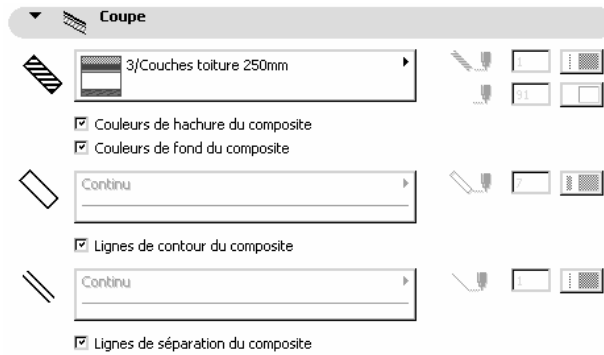 Coupe
3/Couches toiture 250mm
1
91
Couleurs de hachure du composite
Couleurs de fond du composite
Continu
7
Lignes de contour du composite
Continu
1
Lignes de séparation du composite